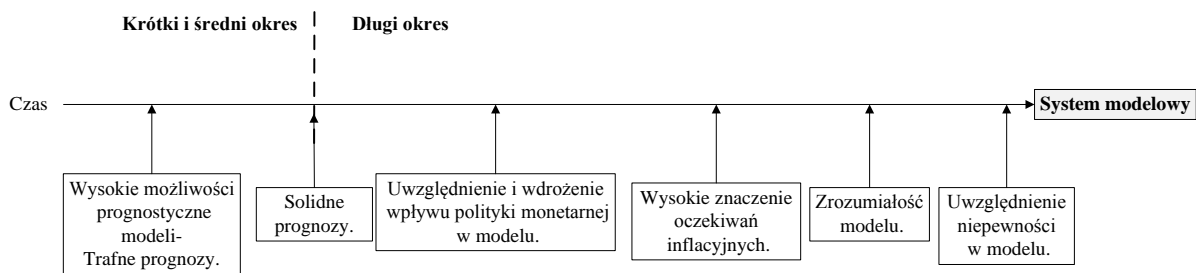 Krótki i średni okres
Długi okres
Czas
System modelowy
Wysokie możliwości
prognostyczne
modeli-
Trafne prognozy.
Solidne
prognozy.
Uwzględnienie i wdrożenie
wpływu polityki monetarnej
w modelu.
Wysokie znaczenie
oczekiwań
inflacyjnych.
Zrozumiałość
modelu.
Uwzględnienie
niepewności
w modelu.